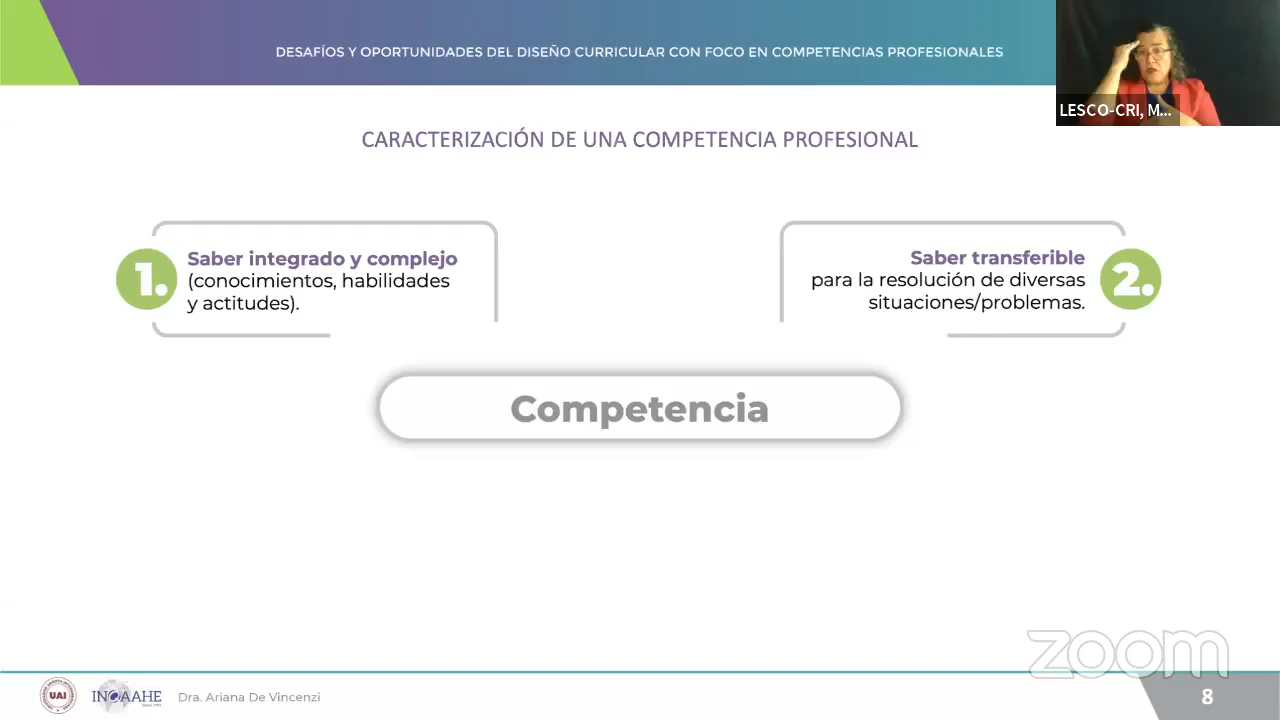 DESAFÍOS Y OPORTUNIDADES DEL DISEÑO CURRICULAR CON FOCO EN COMPETENCIAS PROFESIONALES
LESCO-CRI, M...
CARACTERIZACIÓN DE UNA COMPETENCIA PROFESIONAL
1.
Saber integrado y complejo
(conocimientos, habilidades
y actitudes).
Saber transferible
para la resolución de diversas
situaciones/problemas.
2.
Competencia
zoom
UAI
INQAAHE
Dra. Ariana De Vincenzi
8